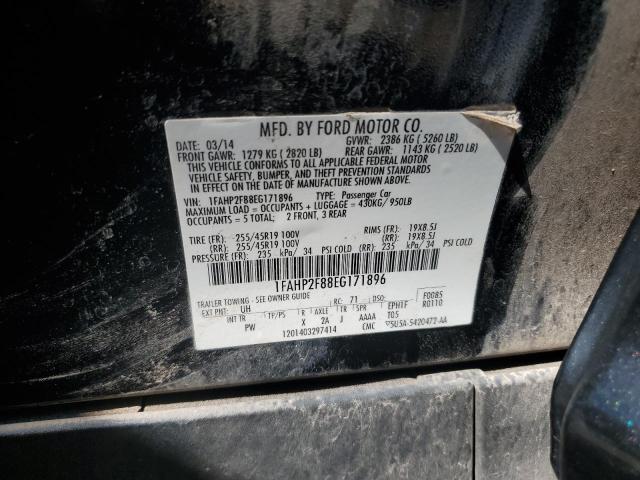 MFD. BY FORD MOTOR CO.
DATE: 03/14 GVWR: 2386 KG ( 5260 LB)
FRONT GAWR: 1279 KG ( 2820 LB) REAR GAWR: 1143 KG ( 2520 LB)
THIS VEHICLE CONFORMS TO ALL APPLICABLE FEDERAL MOTOR
VEHICLE SAFETY, BUMPER, AND THEFT PREVENTION STANDARDS
IN EFFECT ON THE DATE OF MANUFACTURE SHOWN ABOVE.
VIN: 1FAHP2F88EG171896 TYPE: Passenger Car
MAXIMUM LOAD = OCCUPANTS + LUGGAGE = 430KG/ 950LB
OCCUPANTS = 5 TOTAL; 2 FRONT, 3 REAR
TIRE (FR): 255/45R19 100V RIMS (FR): 19X8.5J
(RR): 255/45R19 100V (RR): 19X8.5J
PRESSURE (FR): 235 kPa/ 34 PSI COLD (RR): 235 kPa/ 34 PSI COLD
1FAHP2F88EG171896
TRAILER TOWING - SEE OWNER GUIDE
EXT PNT: UH RC: 71 DSO: F0085
INT TR TP/PS R AXLE TR SPR EPHTF R0110
PW X 2A J AAAA T05
1201403297414 CMC